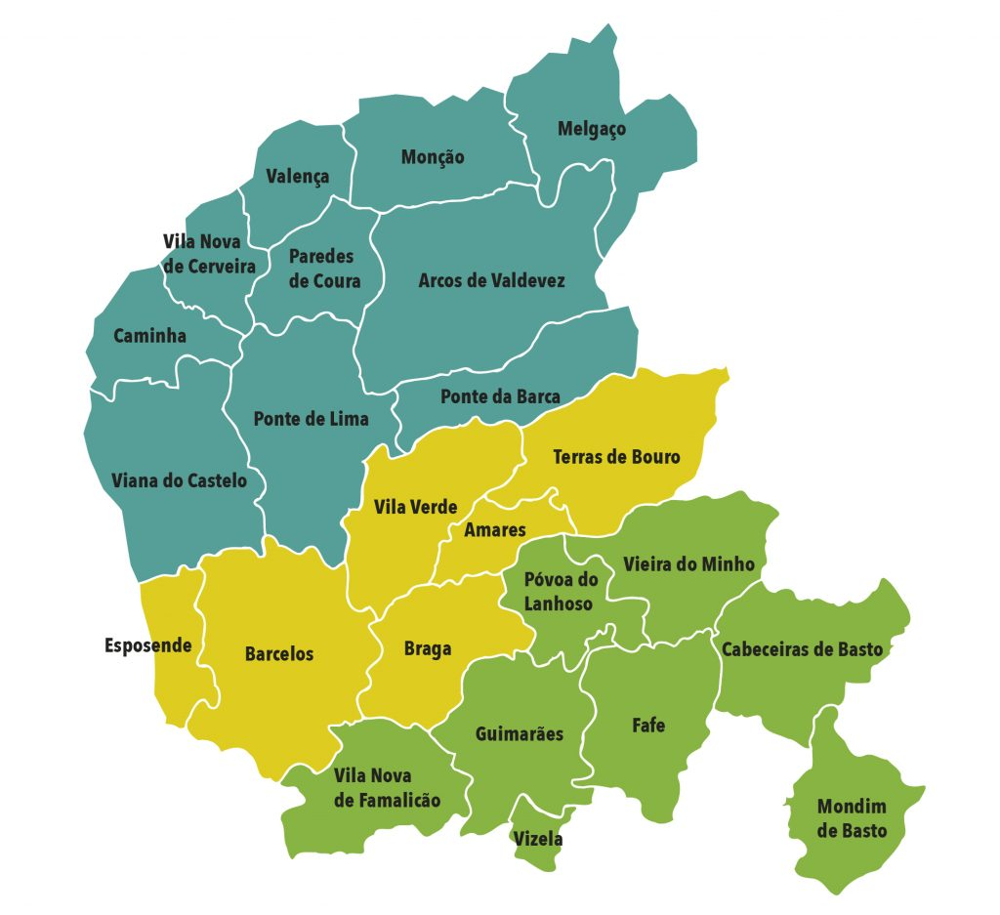 Melgaço
Monção
Valença
Vila Nova
de Cerveira
Paredes
de Coura
Arcos de Valdevez
Caminha
Ponte da Barca
Ponte de Lima
Terras de Bouro
Viana do Castelo
Vila Verde
Amares
Vieira do Minho
Póvoa do
Lanhoso
Esposende
Barcelos
Braga
Cabeceiras de Basto
Guimarães
Fafe
Vila Nova
de Famalicão
Mondim
de Basto
Vizela